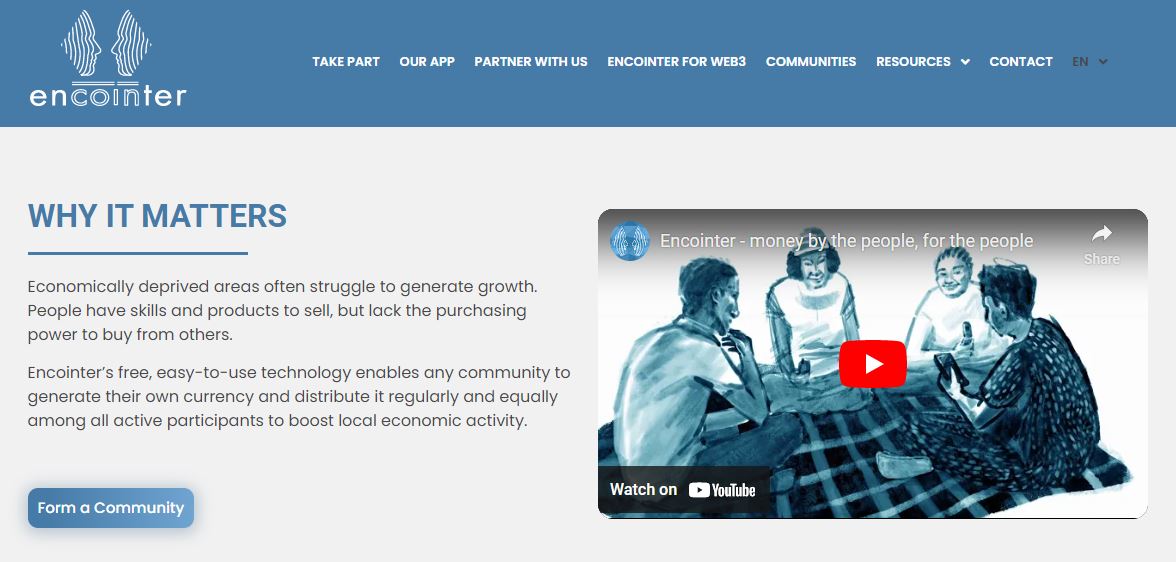 encointer
TAKE PART OUR APP PARTNER WITH US ENCOINTER FOR WEB3 COMMUNITIES RESOURCES CONTACT EN
WHY IT MATTERS
Economically deprived areas often struggle to generate growth.
People have skills and products to sell, but lack the purchasing
power to buy from others.
Encointer’s free, easy-to-use technology enables any community to
generate their own currency and distribute it regularly and equally
among all active participants to boost local economic activity.
Form a Community
Encointer - money by the people, for the people
Share
Watch on YouTube